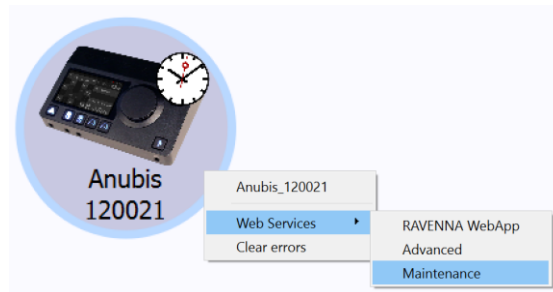 Anubis
120021
Anubis_120021
Web Services
Clear errors
RAVENNA WebApp
Advanced
Maintenance